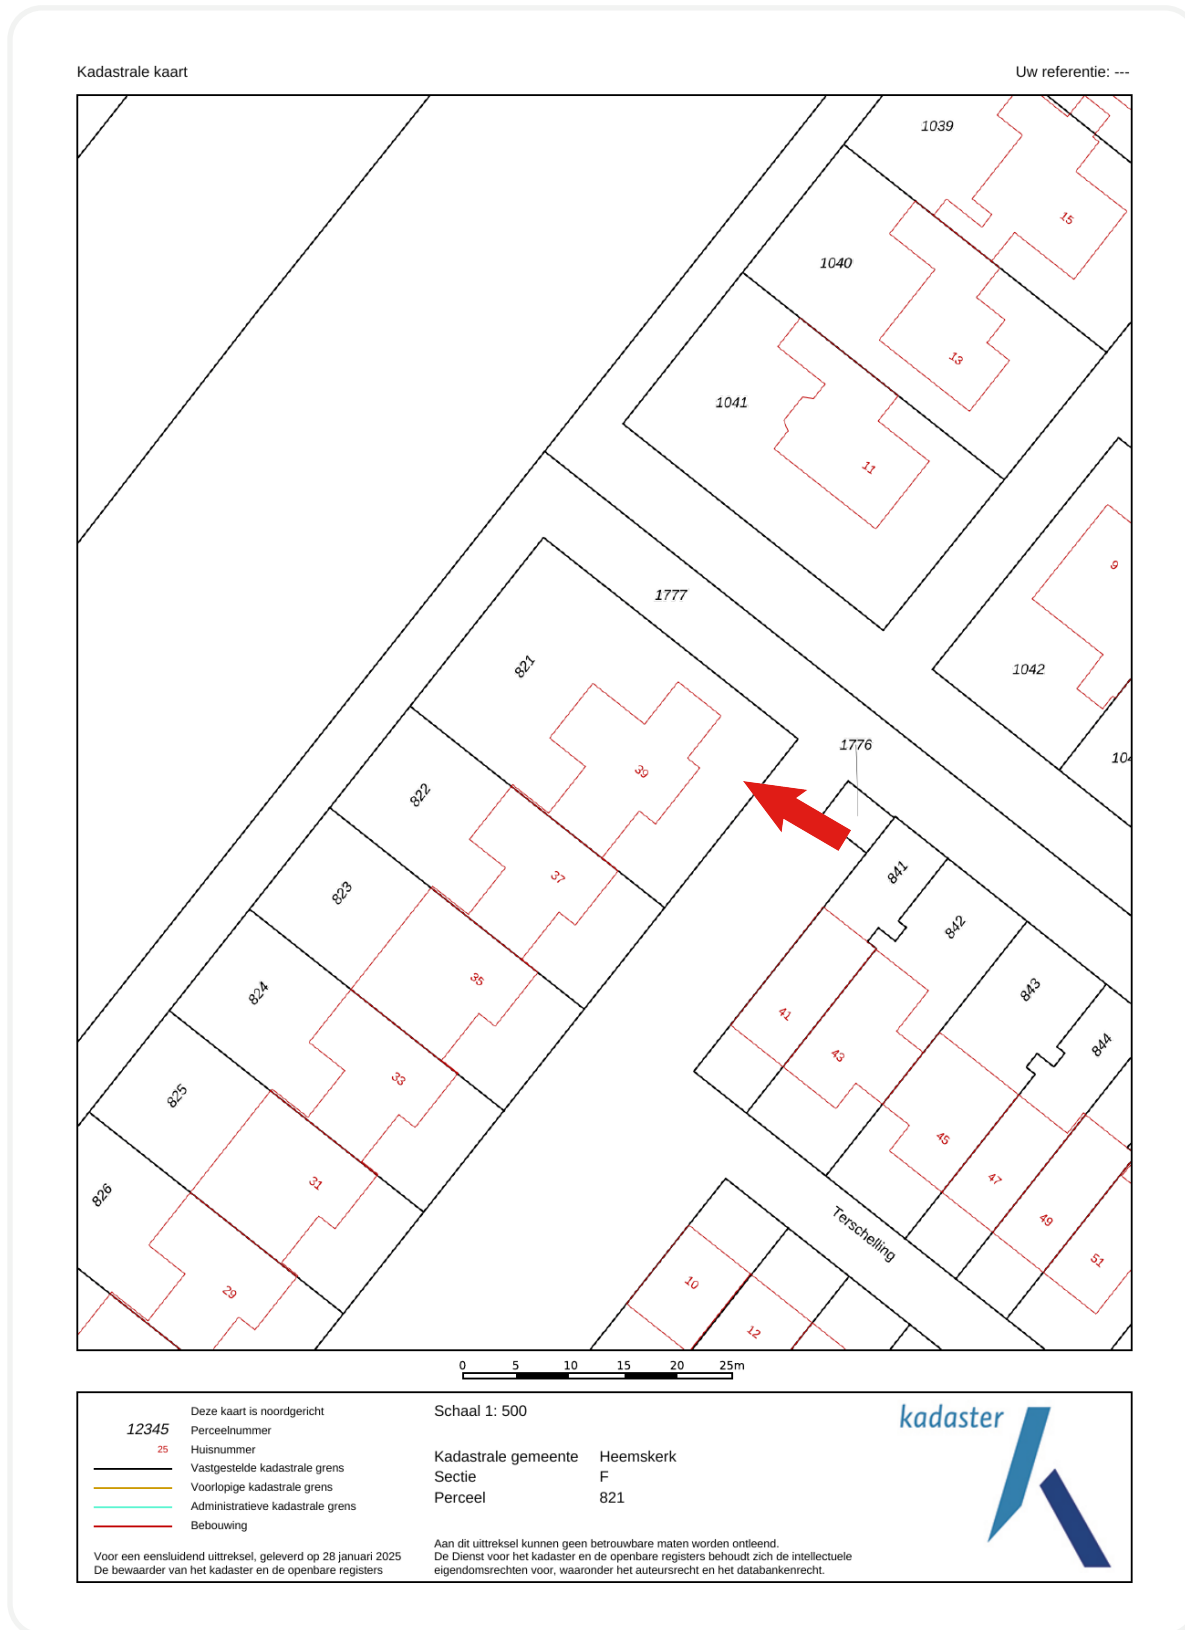 Kadastrale kaart
Uw referentie: ---
1039
15
1040
13
1041
11
9
1777
821
1042
39
1776
822
37
841
842
823
35
843
824
41
844
33
43
825
45
31
47
826
49
Terschelling
51
10
29
12
0 5 10 15 20 25m
Deze kaart is noordgericht
12345 Perceelnummer
25 Huisnummer
Vastgestelde kadastrale grens
Voorlopige kadastrale grens
Administratieve kadastrale grens
Bebouwing
Voor een eensluidend uittreksel, geleverd op 28 januari 2025
De bewaarder van het kadaster en de openbare registers
Schaal 1: 500
Kadastrale gemeente Heemskerk
Sectie F
Perceel 821
Aan dit uittreksel kunnen geen betrouwbare maten worden ontleend.
De Dienst voor het kadaster en de openbare registers behoudt zich de intellectuele
eigendomsrechten voor, waaronder het auteursrecht en het databankenrecht.
kadaster